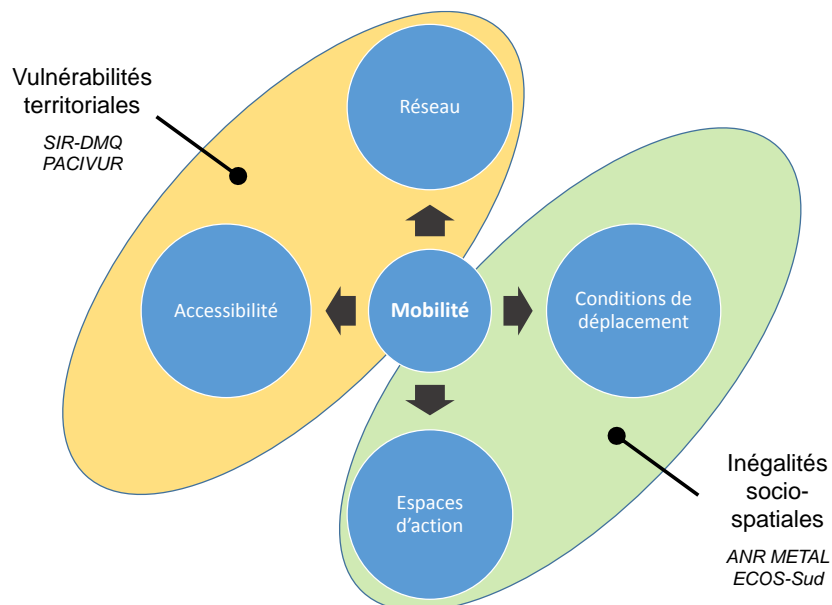 Vulnérabilités
territoriales
SIR-DMQ
PACIVUR
Réseau
Accessibilité
Mobilité
Conditions de
déplacement
Espaces
d'action
Inégalités
socio-
spatiales
ANR METAL
ECOS-Sud